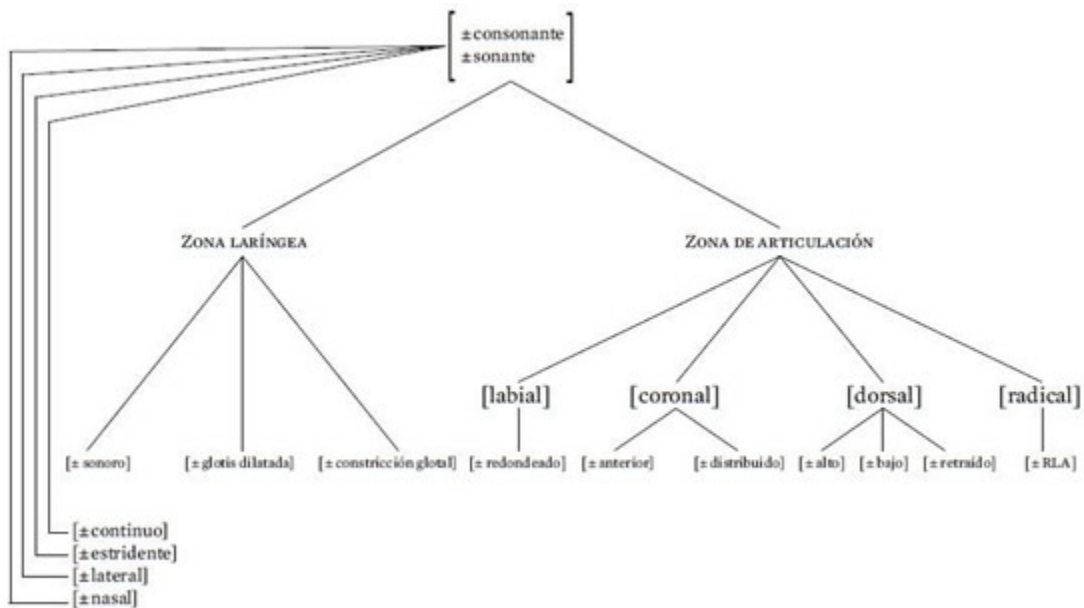 ±consonante
±sonante
Zona laríngea
Zona de articulación
[labial]
[coronal]
[dorsal]
[radical]
[± sonoro]
[± glotis dilatada]
[± constricción glotal]
[± redondeado]
[± anterior]
[± distribuido]
[± alto]
[± bajo]
[± retraído]
[± RLA]
[±continuo]
[±estridente]
[±lateral]
[±nasal]